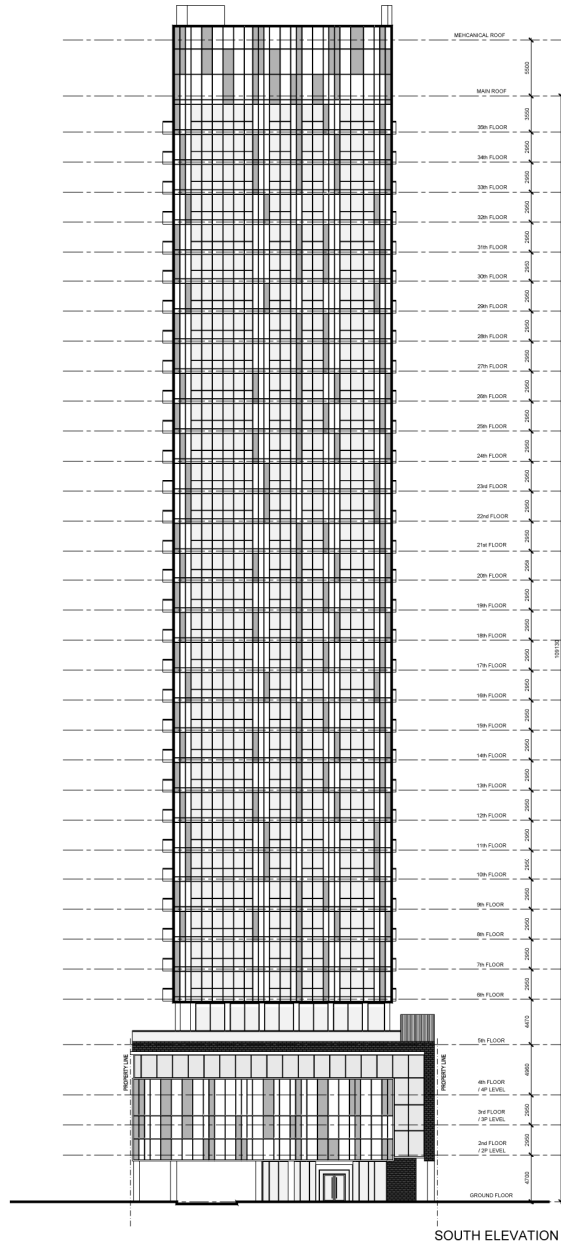 MEHCANICAL ROOF
5500
MAIN ROOF
3550
35th FLOOR
2950
34th FLOOR
2950
33th FLOOR
2950
32th FLOOR
2950
31th FLOOR
2950
30th FLOOR
2950
29th FLOOR
2950
28th FLOOR
2950
27th FLOOR
2950
26th FLOOR
2950
25th FLOOR
2950
24th FLOOR
2950
23rd FLOOR
2950
22nd FLOOR
2950
21st FLOOR
2950
20th FLOOR
2950
19th FLOOR
2950
18th FLOOR
2950
109130
17th FLOOR
2950
16th FLOOR
2950
15th FLOOR
2950
14th FLOOR
2950
13th FLOOR
2950
12th FLOOR
2950
11th FLOOR
2950
10th FLOOR
2950
9th FLOOR
2950
8th FLOOR
2950
7th FLOOR
2950
6th FLOOR
4470
5th FLOOR
PROPERTY LINE
PROPERTY LINE
4960
4th FLOOR
/ 4P LEVEL
2950
3rd FLOOR
/ 3P LEVEL
2950
2nd FLOOR
/ 2P LEVEL
4700
GROUND FLOOR
SOUTH ELEVATION